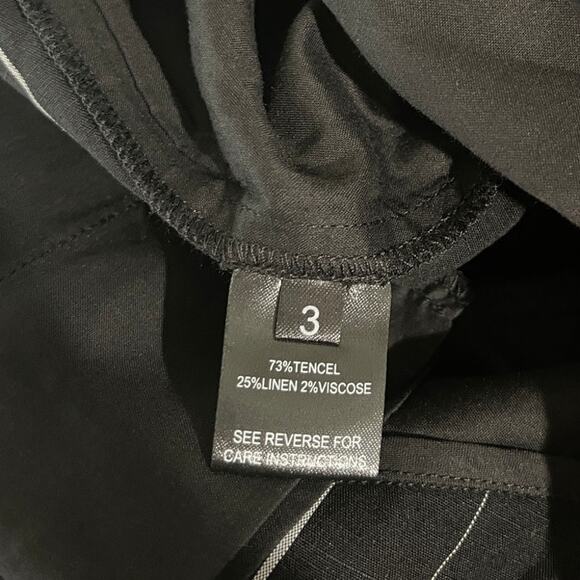 3
73%TENCEL
25%LINEN 2%VISCOSE
SEE REVERSE FOR
CARE INSTRUCTIONS